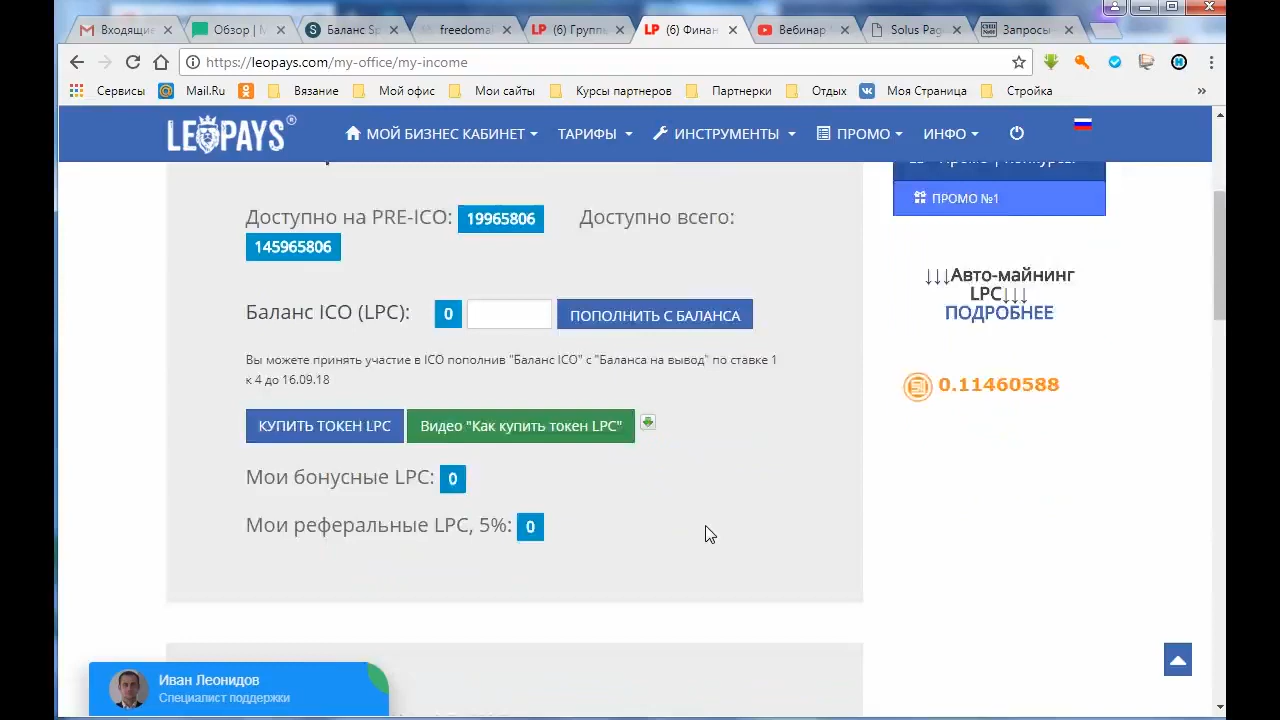 Входящие
Обзор | M
Баланс Sp
freedomal
(6) Группы
(6) Финан
Вебинар
Solus Pag
Запросы
https://leopays.com/my-office/my-income
Сервисы
Mail.Ru
Вязание
Мой офис
Мои сайты
Курсы партнеров
Партнерки
Отдых
Моя Страница
Стройка
»
LEOPAYS®
МОЙ БИЗНЕС КАБИНЕТ
ТАРИФЫ
ИНСТРУМЕНТЫ
ПРОМО
ИНФО
ПРОМО №1
Доступно на PRE-ICO: 19965806 Доступно всего:
145965806
↓↓↓Авто-майнинг
LPC↓↓↓
ПОДРОБНЕЕ
Баланс ICO (LPC): 0 ПОПОЛНИТЬ С БАЛАНСА
Вы можете принять участие в ICO пополнив "Баланс ICO" с "Баланса на вывод" по ставке 1
к 4 до 16.09.18
0.11460588
КУПИТЬ ТОКЕН LPC
Видео "Как купить токен LPC"
Мои бонусные LPC: 0
Мои реферальные LPC, 5%: 0
Иван Леонидов
Специалист поддержки